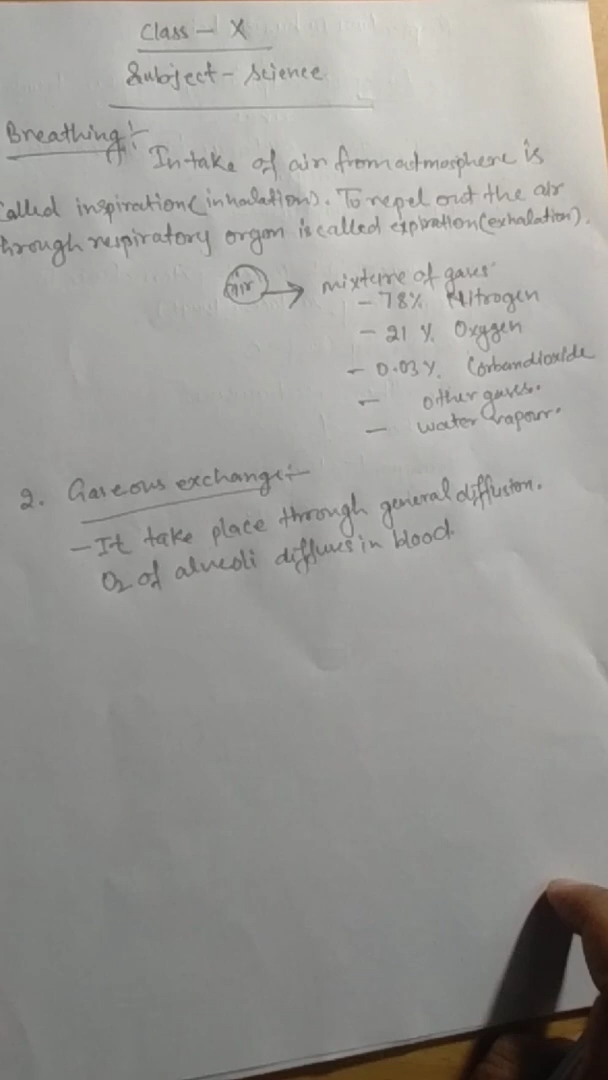 Class - X
Subject - Science
Breathing:-
Intake of air from atmosphere is
called inspiration (inhalation). To repel out the air
through respiratory organ is called expiration (exhalation).
air → mixture of gases
- 78% Nitrogen
- 21 % Oxygen
- 0.03 %. Carbondioxide
- other gases.
- water vapour.
2. Gaseous exchange:-
- It take place through general diffusion.
O2 of alveoli diffuses in blood.